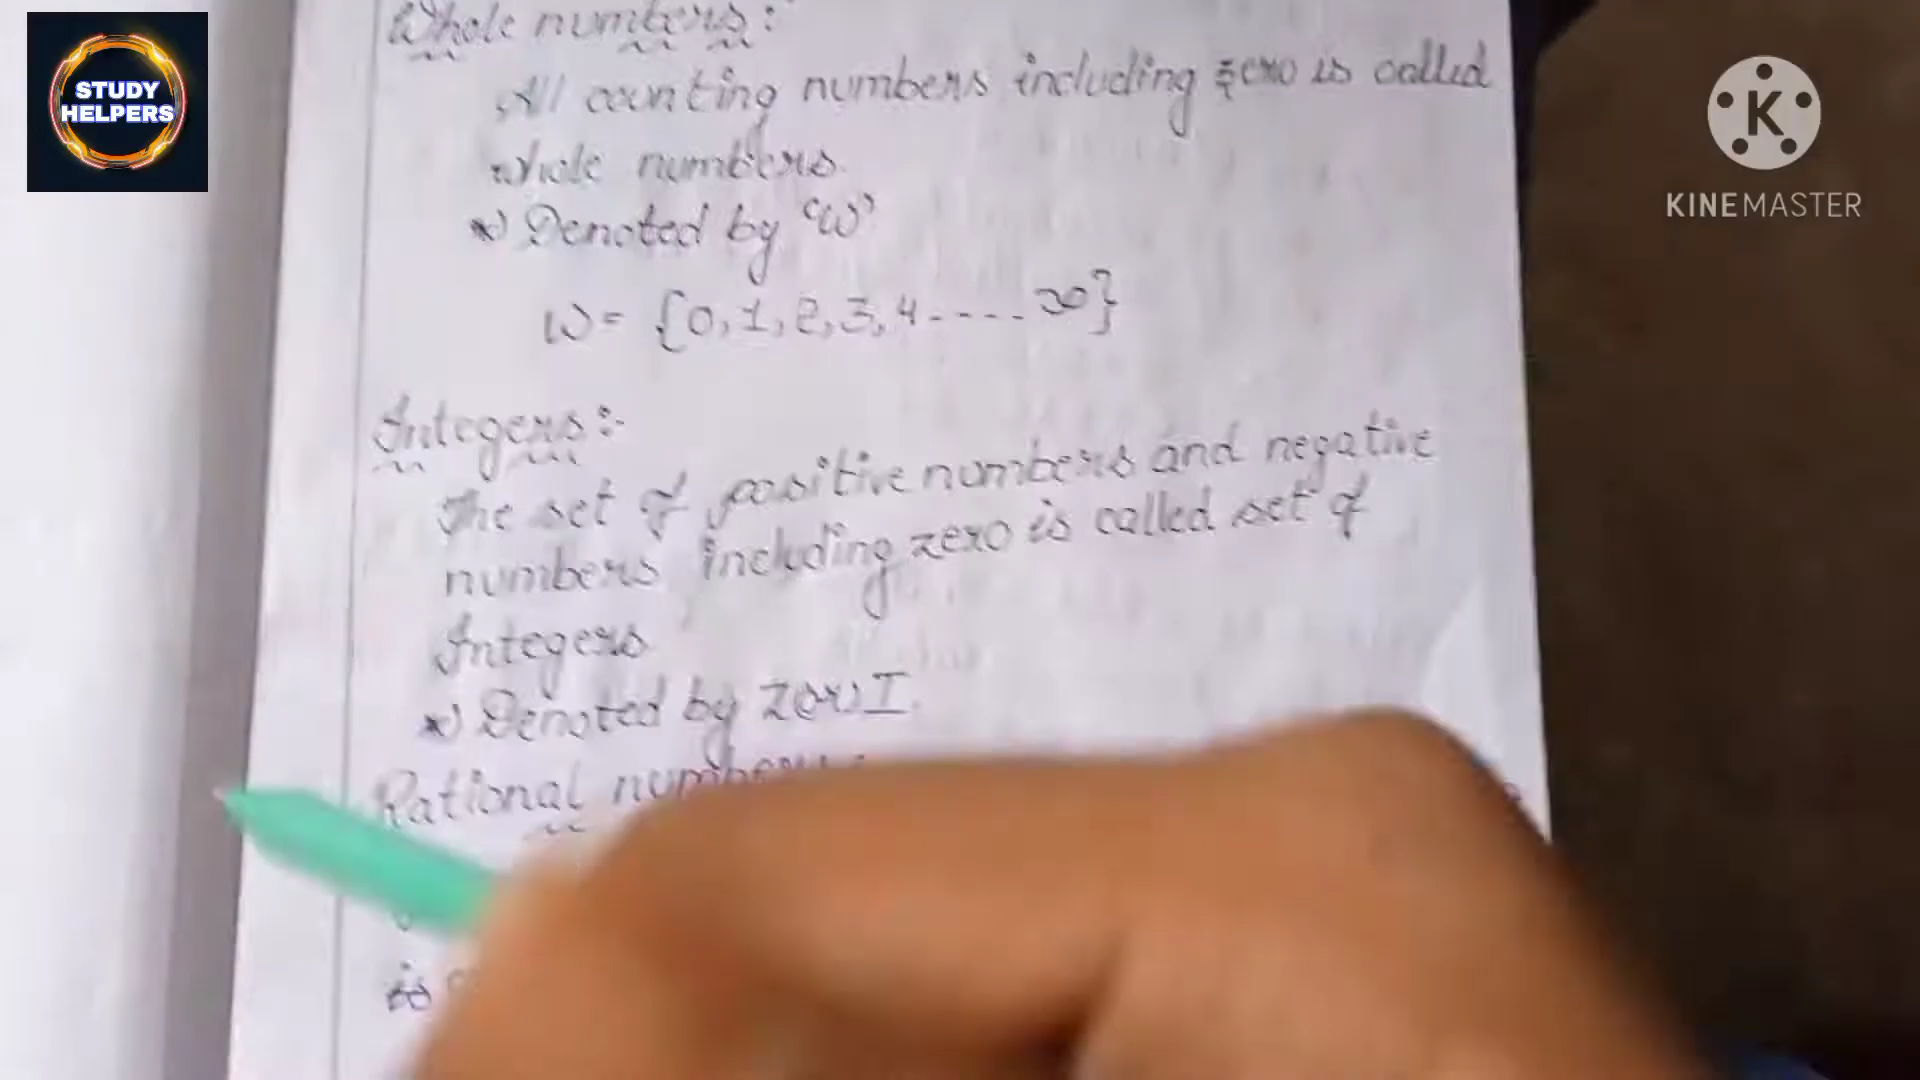 STUDY
HELPERS
K
KINEMASTER
Whole numbers:
All counting numbers including zero is called
whole numbers.
*) Denoted by 'W'
W = {0, 1, 2, 3, 4 - - - - . ∞}
Integers :-
The set of positive numbers and negative
numbers including zero is called set of
Integers
*) Denoted by Z or I.
Rational numbers :
is